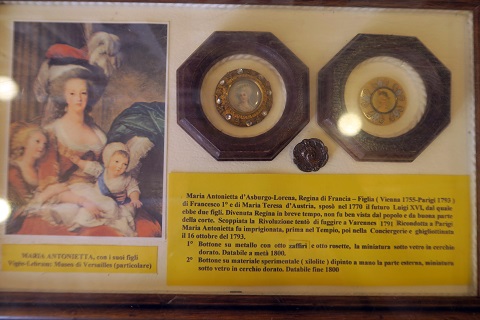 MARIA ANTONIETTA, con i suoi figli
Vigée-Lebrune: Museo di Versailles (particolare)
Maria Antonietta d'Asburgo-Lorena, Regina di Francia – Figlia ( Vienna 1755-Parigi 1793 )
di Francesco 1° e di Maria Teresa d'Austria, sposò nel 1770 il futuro Luigi XVI, dal quale
ebbe due figli. Divenuta Regina in breve tempo, non fu ben vista dal popolo e da buona parte
della corte. Scoppiata la Rivoluzione tentò di fuggire a Varennes 1791 Ricondotta a Parigi
Maria Antonietta fu imprigionata, prima nel Tempio, poi nella Conciergerie e ghigliottinata
il 16 ottobre del 1793.
1° Bottone su metallo con otto zaffiri e otto rosette, la miniatura sotto vetro in cerchio
dorato. Databile a metà 1800.
2° Bottone su materiale sperimentale ( xilolite ) dipinto a mano la parte esterna, miniatura
sotto vetro in cerchio dorato. Databile fine 1800